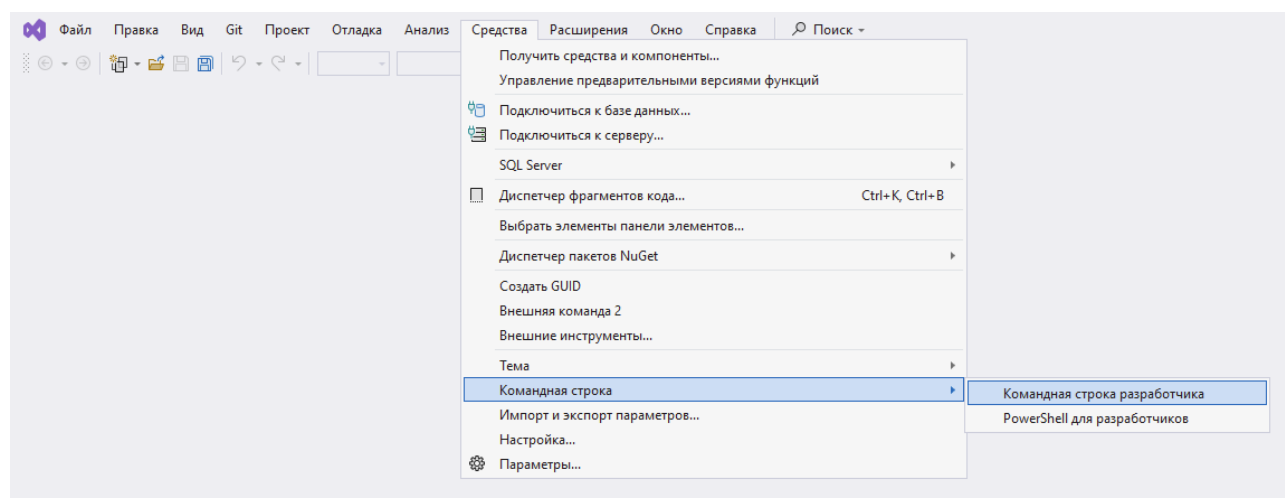 Файл Правка Вид Git Проект Отладка Анализ Средства Расширения Окно Справка Поиск
Получить средства и компоненты...
Управление предварительными версиями функций
Подключиться к базе данных...
Подключиться к серверу...
SQL Server
Диспетчер фрагментов кода... Ctrl+K, Ctrl+B
Выбрать элементы панели элементов...
Диспетчер пакетов NuGet
Создать GUID
Внешняя команда 2
Внешние инструменты...
Тема
Командная строка
Командная строка разработчика
Импорт и экспорт параметров...
PowerShell для разработчиков
Настройка...
Параметры...